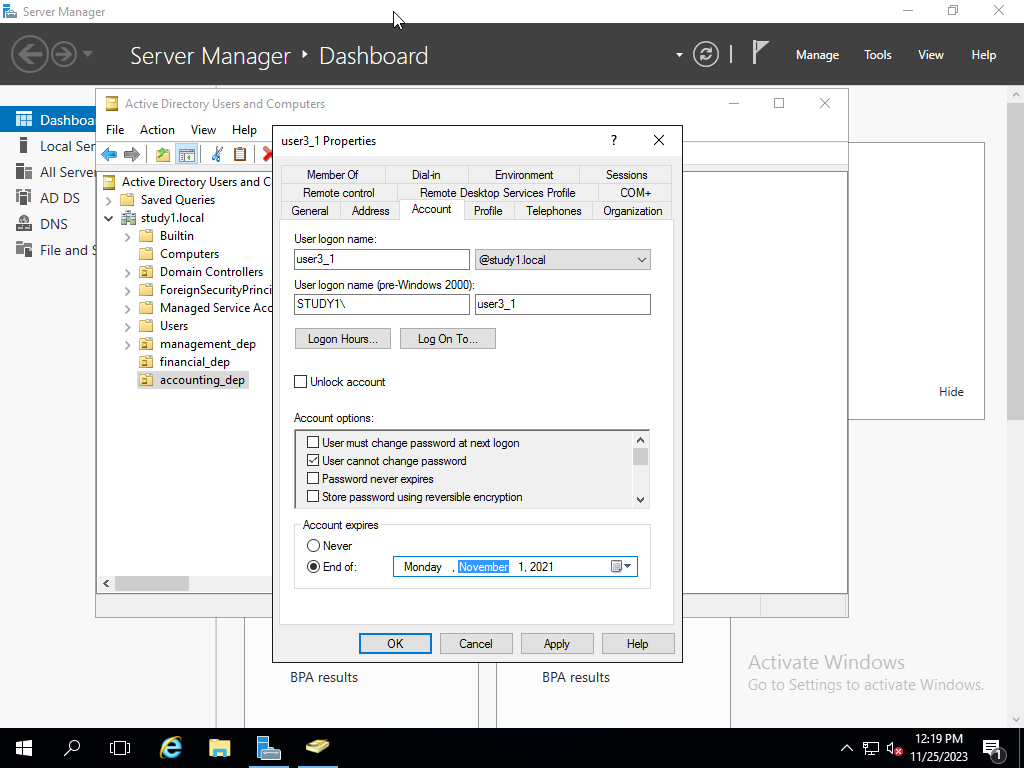 Server Manager
Server Manager ‣ Dashboard
Manage Tools View Help
Dashboa
Local Ser
All Server
AD DS
DNS
File and S
Active Directory Users and Computers
File Action View Help
Active Directory Users and C
Saved Queries
study1.local
Builtin
Computers
Domain Controllers
ForeignSecurityPrinci
Managed Service Acc
Users
management_dep
financial_dep
accounting_dep
user3_1 Properties
?
Member Of Dial-in Environment Sessions
Remote control Remote Desktop Services Profile COM+
General Address Account Profile Telephones Organization
User logon name:
user3_1 @study1.local
User logon name (pre-Windows 2000):
STUDY1\ user3_1
Logon Hours... Log On To...
Unlock account
Account options:
User must change password at next logon
User cannot change password
Password never expires
Store password using reversible encryption
Account expires
Never
End of: Monday , November 1, 2021
OK Cancel Apply Help
Hide
BPA results BPA results
Activate Windows
Go to Settings to activate Windows.
12:19 PM
11/25/2023
1